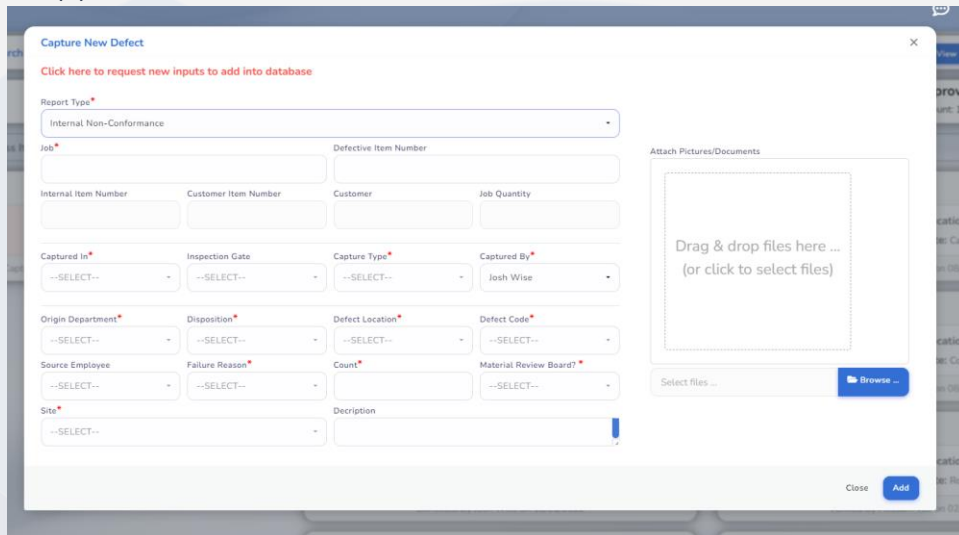 Capture New Defect ×
Click here to request new inputs to add into database
Report Type*
Internal Non-Conformance
Job* Defective Item Number
Attach Pictures/Documents
Internal Item Number Customer Item Number Customer Job Quantity
Drag & drop files here ...
(or click to select files)
Captured In* Inspection Gate Capture Type* Captured By*
--SELECT-- --SELECT-- --SELECT-- Josh Wise
Origin Department* Disposition* Defect Location* Defect Code*
--SELECT-- --SELECT-- --SELECT-- --SELECT--
Source Employee Failure Reason* Count* Material Review Board? *
--SELECT-- --SELECT-- --SELECT--
Select files ... Browse ...
Site* Decription
--SELECT--
Close Add
View